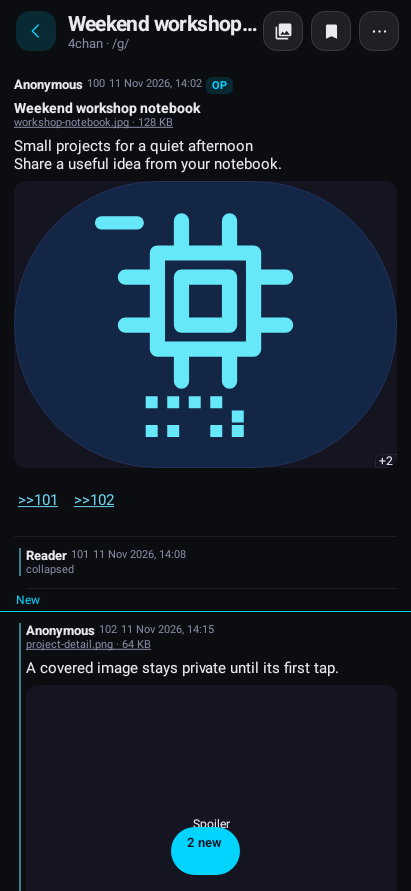 Weekend workshop...
4chan · /g/
Anonymous 100 11 Nov 2026, 14:02 OP
Weekend workshop notebook
workshop-notebook.jpg · 128 KB
Small projects for a quiet afternoon
Share a useful idea from your notebook.
+2
>>101 >>102
Reader 101 11 Nov 2026, 14:08
collapsed
New
Anonymous 102 11 Nov 2026, 14:15
project-detail.png · 64 KB
A covered image stays private until its first tap.
Spoiler
2 new